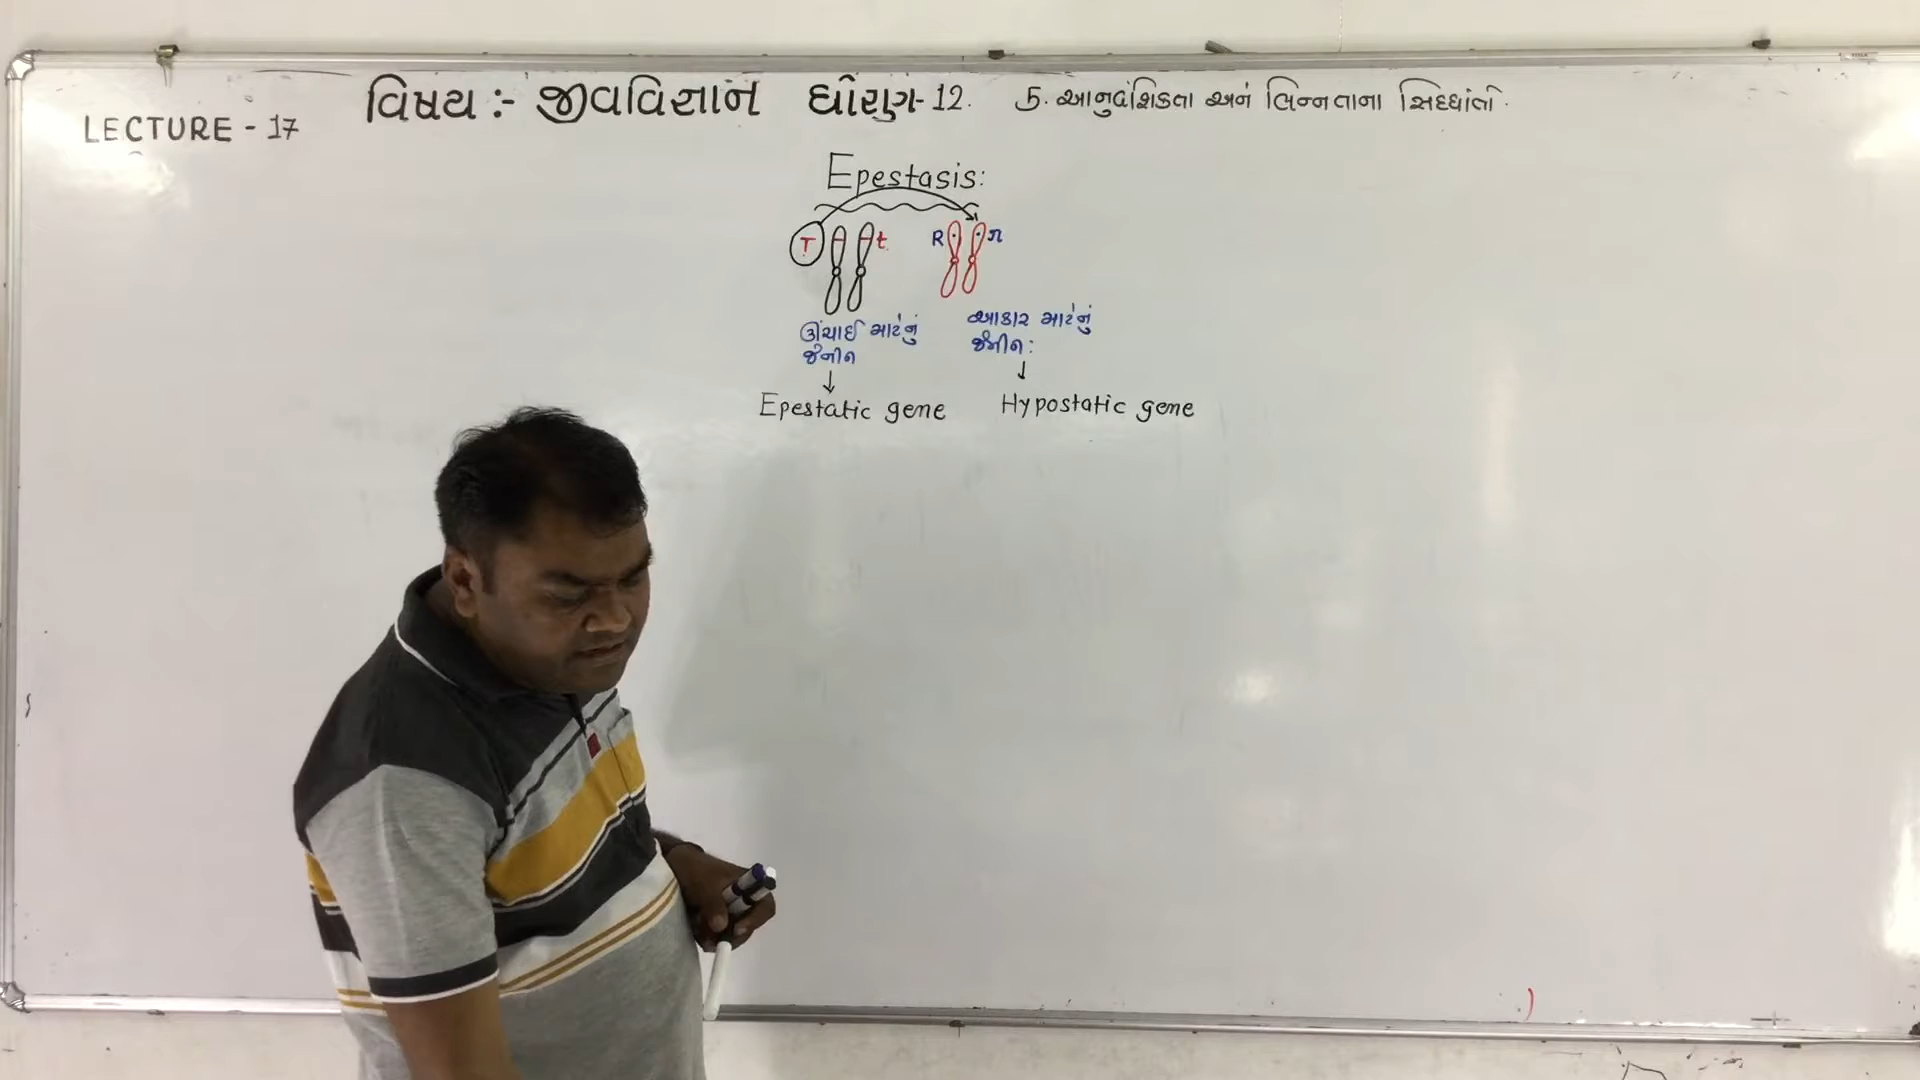 વિષય :- જીવવિજ્ઞાન ધોરણ-12. 5. આનુવંશિકતા અને ભિન્નતાના સિદ્ધાંતો.
LECTURE - 17
Epestasis:
T t R r
ઊંચાઈ માટેનું જનીન
આકાર માટેનું જનીન:
Epestatic gene
Hypostatic gene